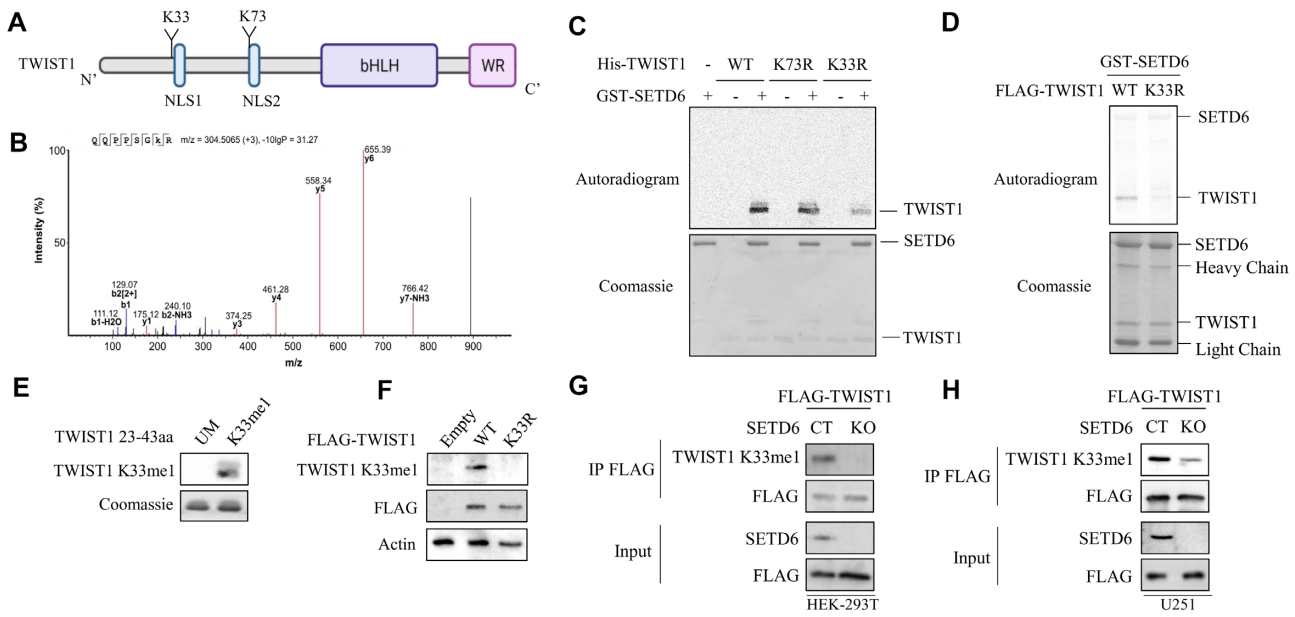 A
K33 K73
TWIST1 N' bHLH WR C'
NLS1 NLS2
B
QQPPSGkR m/z = 304.5065 (+3), -10lgP = 31.27
Intensity (%)
100
50
655.39
y6
558.34
y5
129.07
b2[2+]
b1
111.12
b1-H2O
175.12
y1
240.10
b2-NH3
374.25
y3
461.28
y4
766.42
y7-NH3
100 200 300 400 500 600 700 800 900
m/z
C
His-TWIST1 - WT K73R K33R
GST-SETD6 + - + - + - +
Autoradiogram
TWIST1
SETD6
Coomassie
TWIST1
D
GST-SETD6
FLAG-TWIST1 WT K33R
SETD6
Autoradiogram
TWIST1
SETD6
Heavy Chain
Coomassie
TWIST1
Light Chain
E
TWIST1 23-43aa UM K33me1
TWIST1 K33me1
Coomassie
F
FLAG-TWIST1 Empty WT K33R
TWIST1 K33me1
FLAG
Actin
G
FLAG-TWIST1
SETD6 CT KO
IP FLAG
TWIST1 K33me1
FLAG
Input
SETD6
FLAG
HEK-293T
H
FLAG-TWIST1
SETD6 CT KO
IP FLAG
TWIST1 K33me1
FLAG
Input
SETD6
FLAG
U251